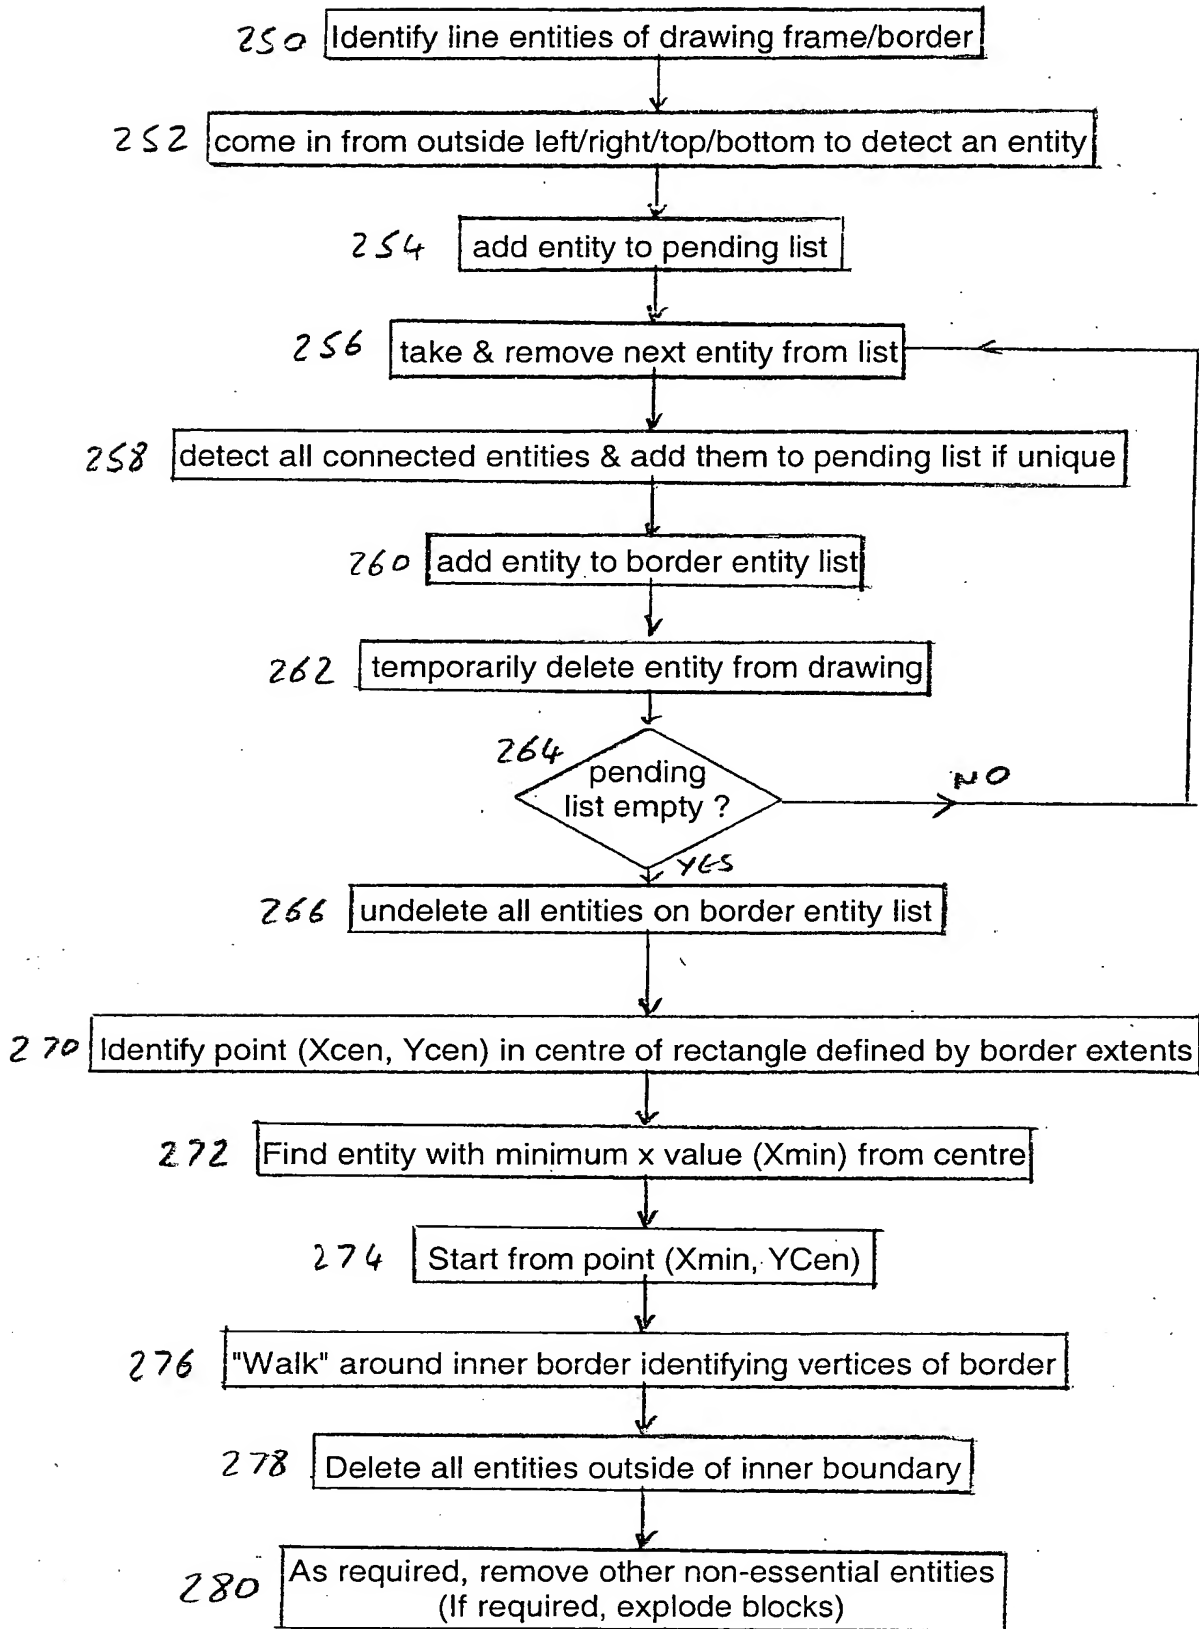 250 Identify line entities of drawing frame/border
252 come in from outside left/right/top/bottom to detect an entity
254 add entity to pending list
256 take & remove next entity from list
258 detect all connected entities & add them to pending list if unique
260 add entity to border entity list
262 temporarily delete entity from drawing
264
pending
list empty ?
NO
YES
266 undelete all entities on border entity list
270 Identify point (Xcen, Ycen) in centre of rectangle defined by border extents
272 Find entity with minimum x value (Xmin) from centre
274 Start from point (Xmin, YCen)
276 "Walk" around inner border identifying vertices of border
278 Delete all entities outside of inner boundary
280 As required, remove other non-essential entities
(If required, explode blocks)